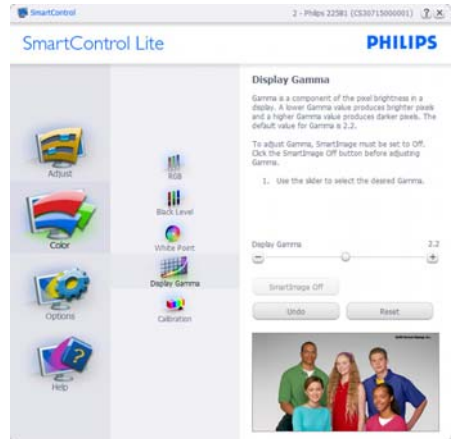 SmartControl
2 - Philips 225B1 (CS30715000001)
SmartControl Lite
PHILIPS
Display Gamma
Gamma is a component of the pixel brightness in a
display. A lower Gamma value produces brighter pixels
and a higher Gamma value produces darker pixels. The
default value for Gamma is 2.2.
To adjust Gamma, SmartImage must be set to Off.
Click the SmartImage Off button before adjusting
Gamma.
1. Use the slider to select the desired Gamma.
Adjust
Color
Options
Help
RGB
Black Level
White Point
Display Gamma
Calibration
Display Gamma 2.2
SmartImage Off
Undo Reset